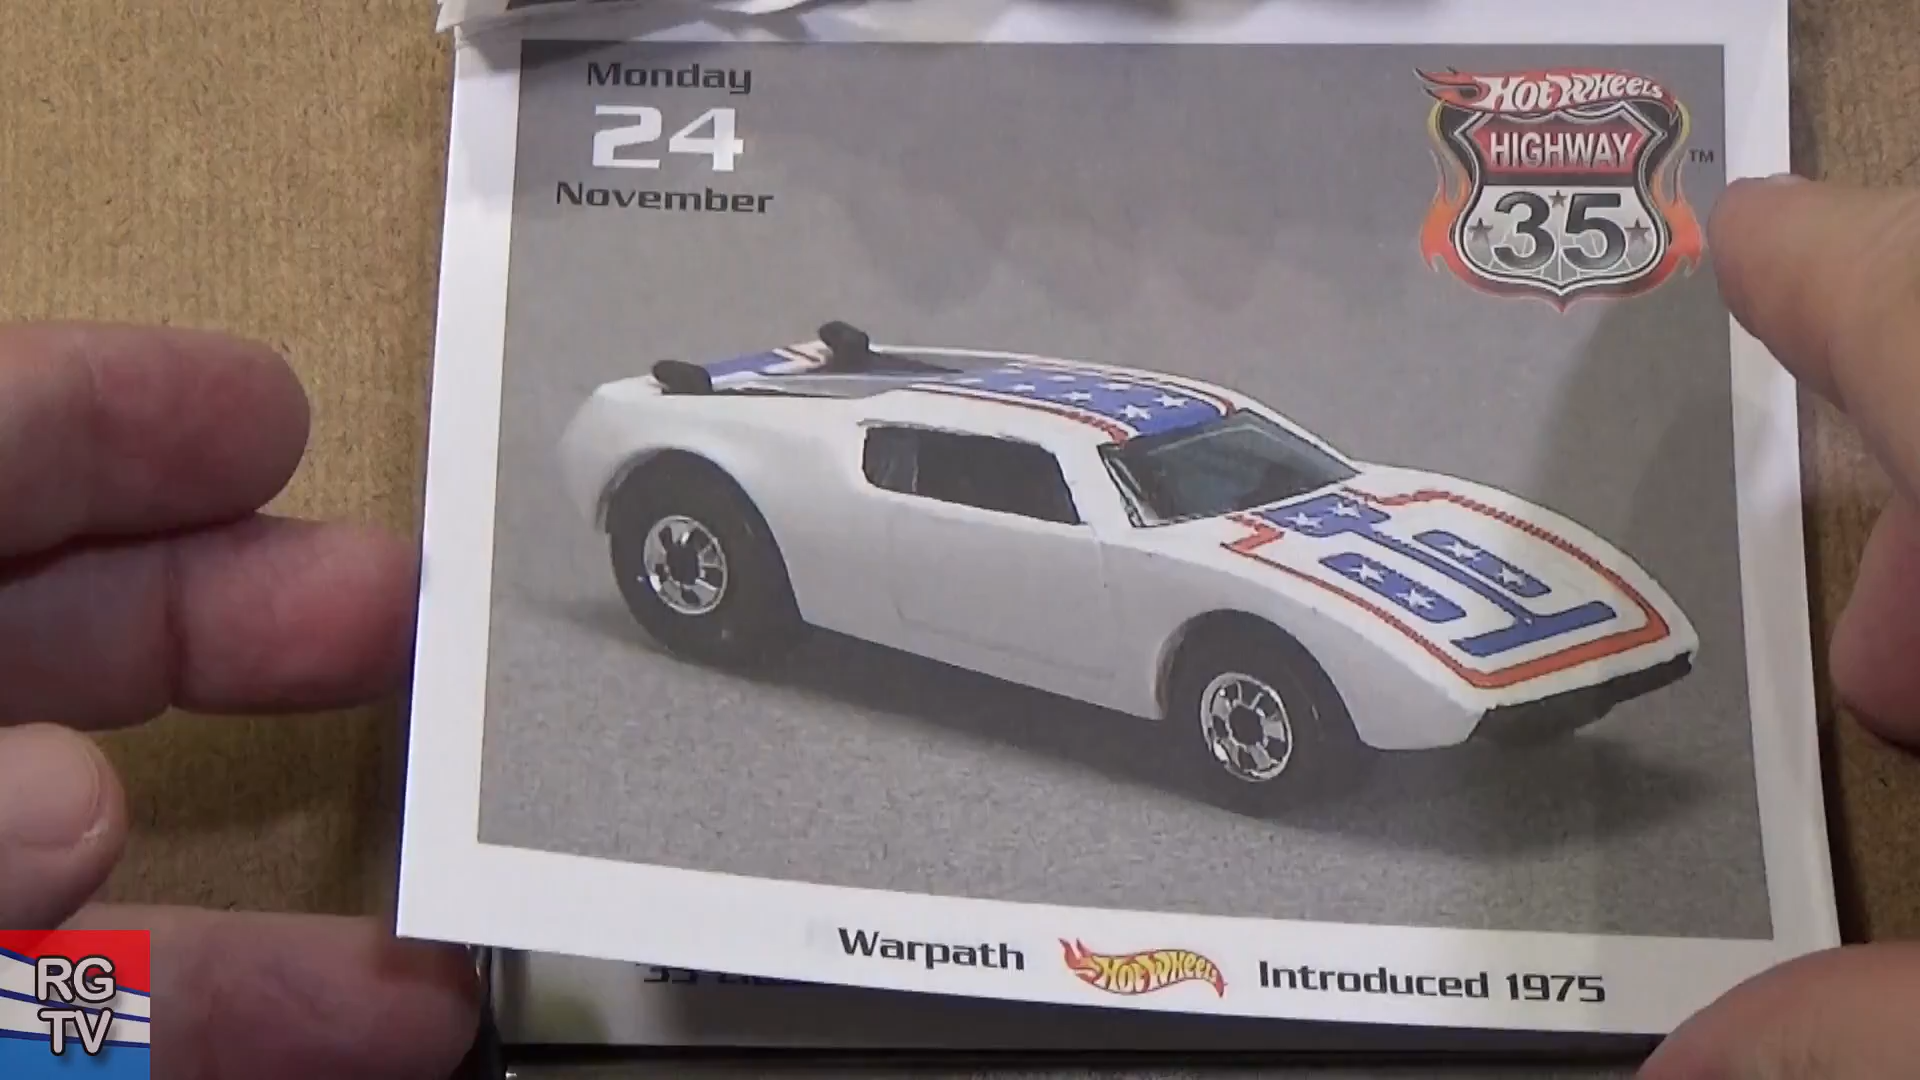 Monday
24
November
Hot Wheels
HIGHWAY
35
TM
Warpath
Hot Wheels
Introduced 1975
RG
TV